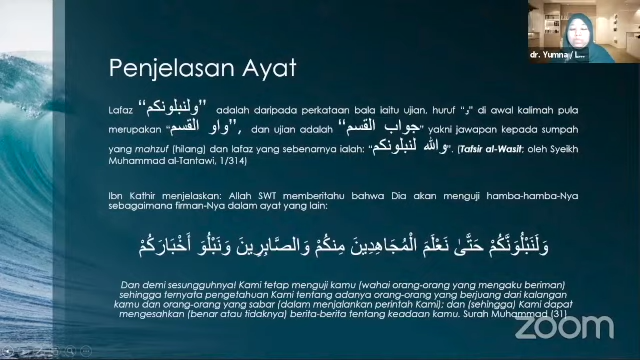 dr. Yumna / L...
Penjelasan Ayat
Lafaz “ولنبلونكم” adalah daripada perkataan bala iaitu ujian, huruf “و” di awal kalimah pula
merupakan “واو القسم”, dan ujian adalah “جواب القسم” yakni jawapan kepada sumpah
yang mahzuf (hilang) dan lafaz yang sebenarnya ialah: “والله لنبلونكم”. (Tafsir al-Wasit; oleh Syeikh
Muhammad al-Tantawi, 1/314)
Ibn Kathir menjelaskan: Allah SWT memberitahu bahwa Dia akan menguji hamba-hamba-Nya
sebagaimana firman-Nya dalam ayat yang lain:
وَلَنَبْلُوَنَّكُمْ حَتَّىٰ نَعْلَمَ الْمُجَاهِدِينَ مِنكُمْ وَالصَّابِرِينَ وَنَبْلُوَ أَخْبَارَكُمْ
Dan demi sesungguhnya! Kami tetap menguji kamu (wahai orang-orang yang mengaku beriman)
sehingga ternyata pengetahuan Kami tentang adanya orang-orang yang berjuang dari kalangan
kamu dan orang-orang yang sabar (dalam menjalankan perintah Kami); dan (sehingga) Kami dapat
mengesahkan (benar atau tidaknya) berita-berita tentang keadaan kamu. Surah Muhammad (31)
zoom